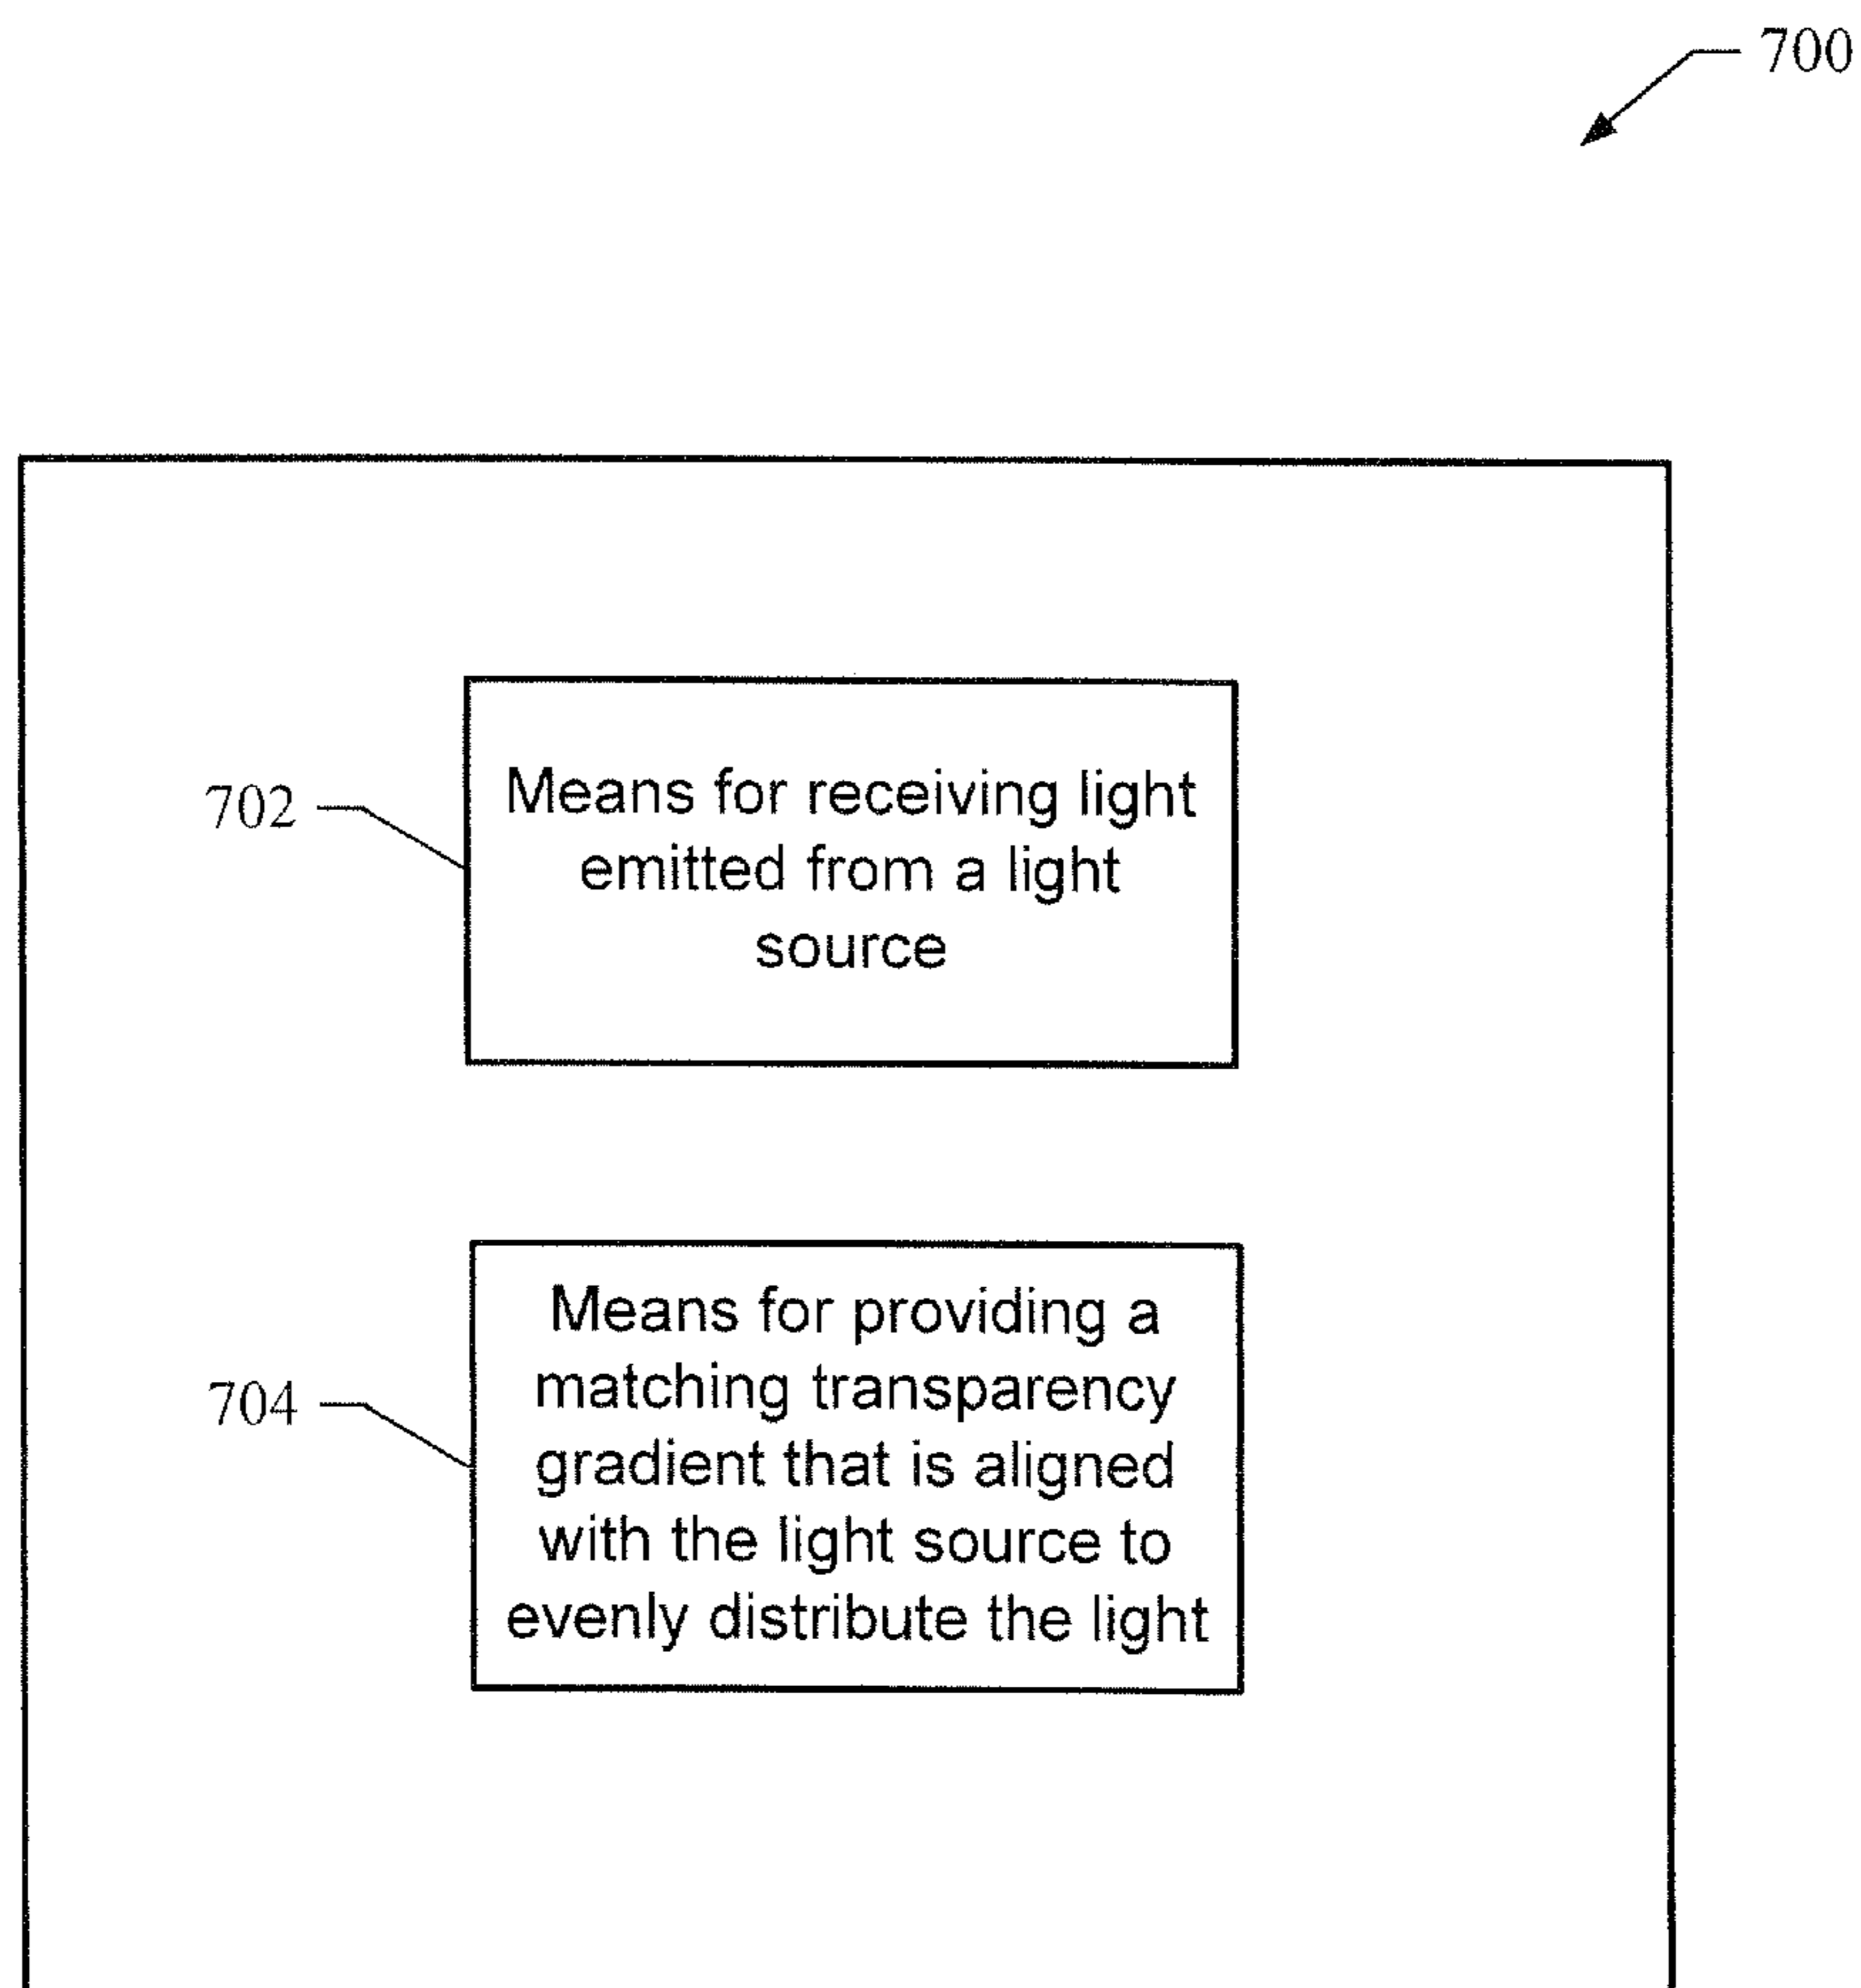 700
702
Means for receiving light
emitted from a light
source
704
Means for providing a
matching transparency
gradient that is aligned
with the light source to
evenly distribute the light